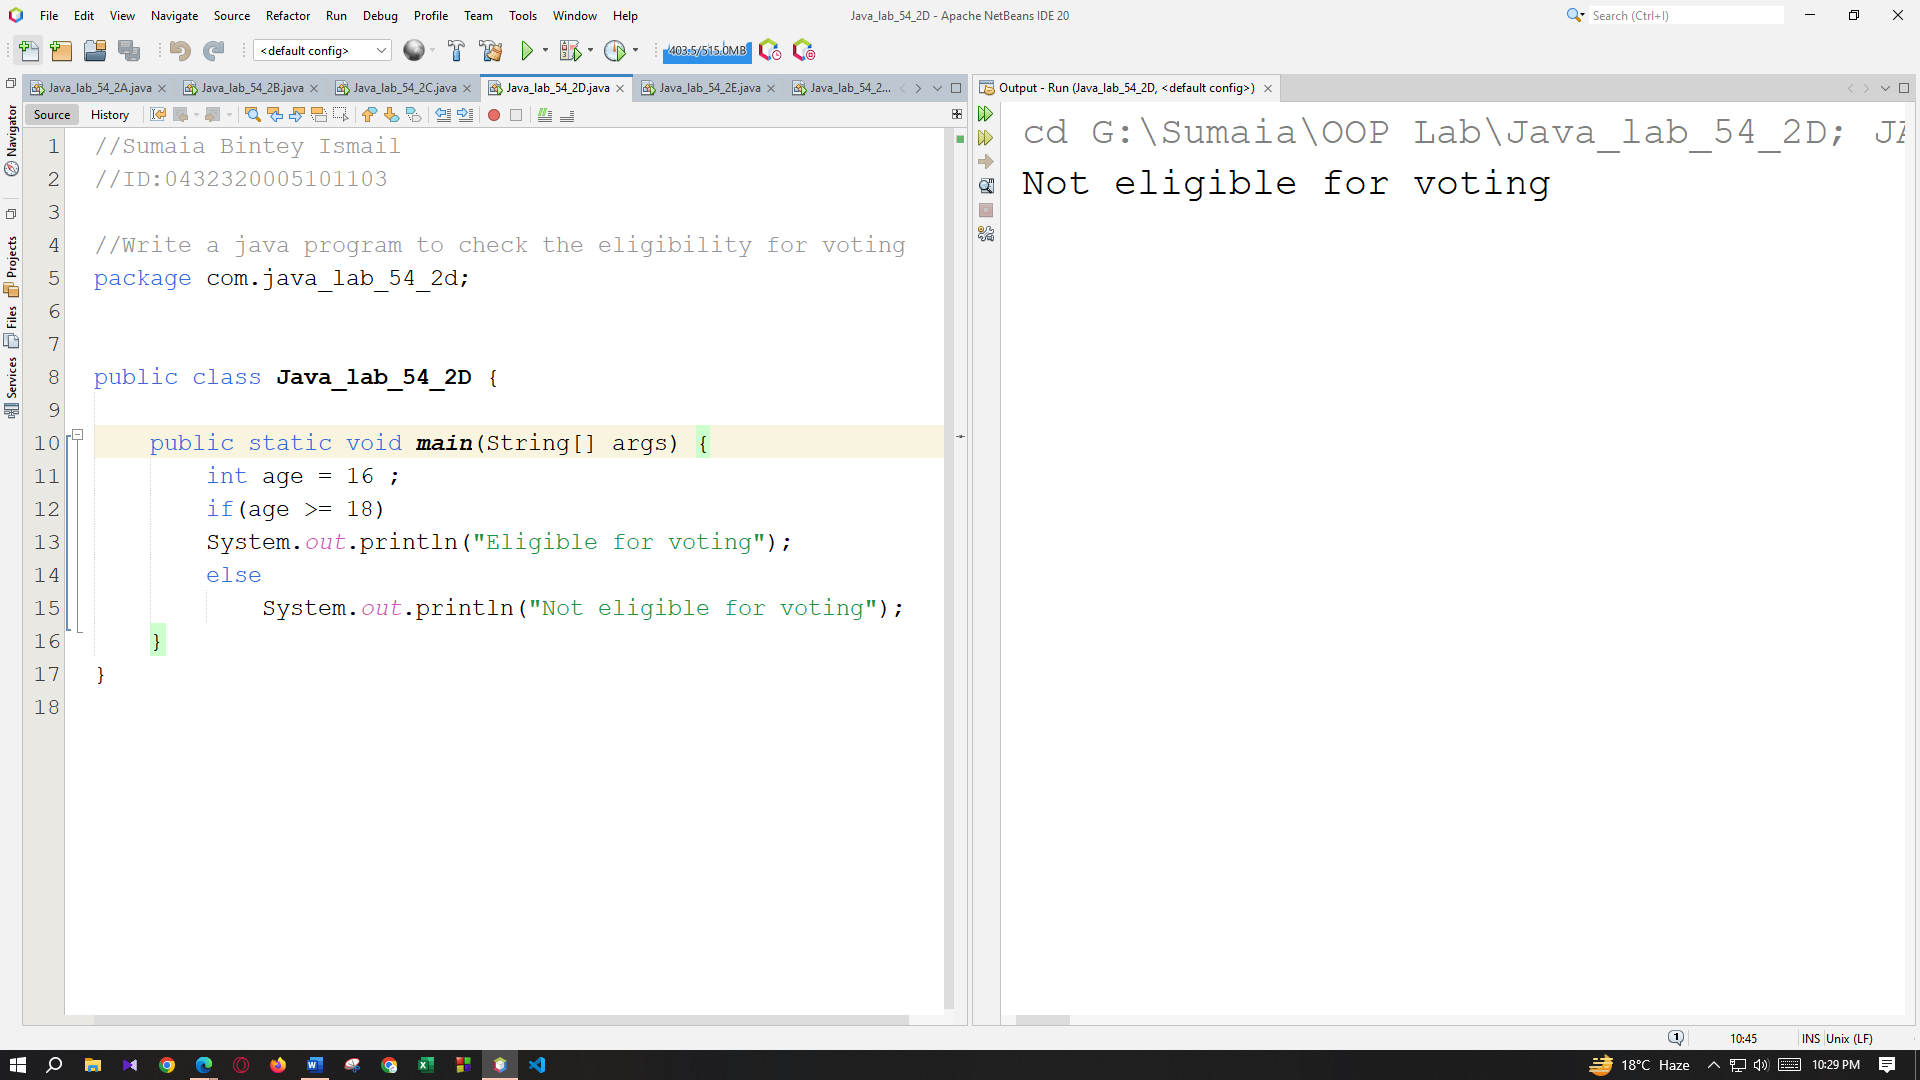 File Edit View Navigate Source Refactor Run Debug Profile Team Tools Window Help
Java_lab_54_2D - Apache NetBeans IDE 20
Search (Ctrl+I)
<default config>
403.5/515.0MB
Java_lab_54_2A.java
Java_lab_54_2B.java
Java_lab_54_2C.java
Java_lab_54_2D.java
Java_lab_54_2E.java
Java_lab_54_2...
Source History
Navigator
Projects
Files
Services
1 //Sumaia Bintey Ismail
2 //ID:0432320005101103
3
4 //Write a java program to check the eligibility for voting
5 package com.java_lab_54_2d;
6
7
8 public class Java_lab_54_2D {
9
10 public static void main(String[] args) {
11 int age = 16 ;
12 if(age >= 18)
13 System.out.println("Eligible for voting");
14 else
15 System.out.println("Not eligible for voting");
16 }
17 }
18
Output - Run (Java_lab_54_2D, <default config>)
cd G:\Sumaia\OOP Lab\Java_lab_54_2D; JA
Not eligible for voting
1
10:45
INS Unix (LF)
18°C Haze
10:29 PM